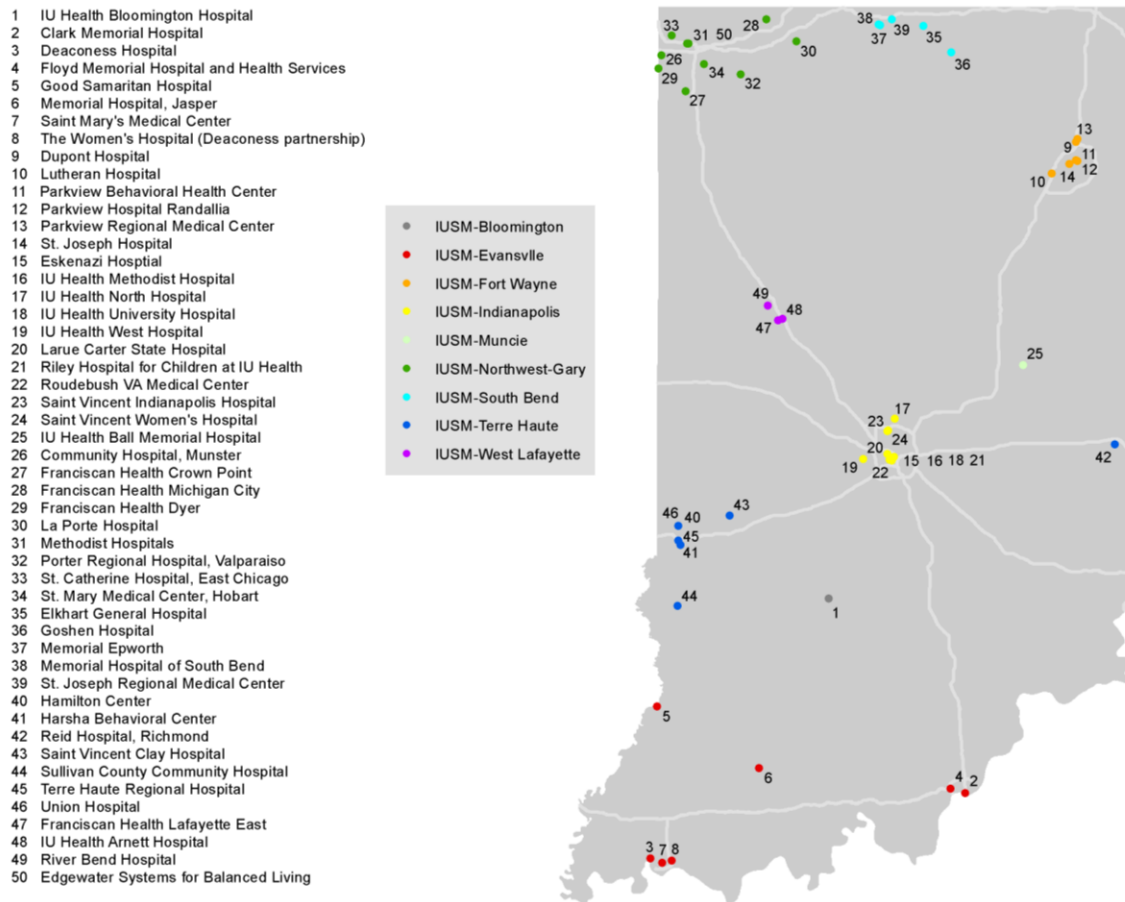 1 IU Health Bloomington Hospital
2 Clark Memorial Hospital
3 Deaconess Hospital
4 Floyd Memorial Hospital and Health Services
5 Good Samaritan Hospital
6 Memorial Hospital, Jasper
7 Saint Mary's Medical Center
8 The Women's Hospital (Deaconess partnership)
9 Dupont Hospital
10 Lutheran Hospital
11 Parkview Behavioral Health Center
12 Parkview Hospital Randallia
13 Parkview Regional Medical Center
14 St. Joseph Hospital
15 Eskenazi Hosptial
16 IU Health Methodist Hospital
17 IU Health North Hospital
18 IU Health University Hospital
19 IU Health West Hospital
20 Larue Carter State Hospital
21 Riley Hospital for Children at IU Health
22 Roudebush VA Medical Center
23 Saint Vincent Indianapolis Hospital
24 Saint Vincent Women's Hospital
25 IU Health Ball Memorial Hospital
26 Community Hospital, Munster
27 Franciscan Health Crown Point
28 Franciscan Health Michigan City
29 Franciscan Health Dyer
30 La Porte Hospital
31 Methodist Hospitals
32 Porter Regional Hospital, Valparaiso
33 St. Catherine Hospital, East Chicago
34 St. Mary Medical Center, Hobart
35 Elkhart General Hospital
36 Goshen Hospital
37 Memorial Epworth
38 Memorial Hospital of South Bend
39 St. Joseph Regional Medical Center
40 Hamilton Center
41 Harsha Behavioral Center
42 Reid Hospital, Richmond
43 Saint Vincent Clay Hospital
44 Sullivan County Community Hospital
45 Terre Haute Regional Hospital
46 Union Hospital
47 Franciscan Health Lafayette East
48 IU Health Arnett Hospital
49 River Bend Hospital
50 Edgewater Systems for Balanced Living
IUSM-Bloomington
IUSM-Evansvlle
IUSM-Fort Wayne
IUSM-Indianapolis
IUSM-Muncie
IUSM-Northwest-Gary
IUSM-South Bend
IUSM-Terre Haute
IUSM-West Lafayette
33
31 50
28
38
39
37
35
30
36
26
29
34
32
27
13
9
11
10 14 12
49
48
47
25
17
23
24
20
19 22 15 16 18 21
42
43
46 40
45
41
44
1
5
6
4 2
3 7 8